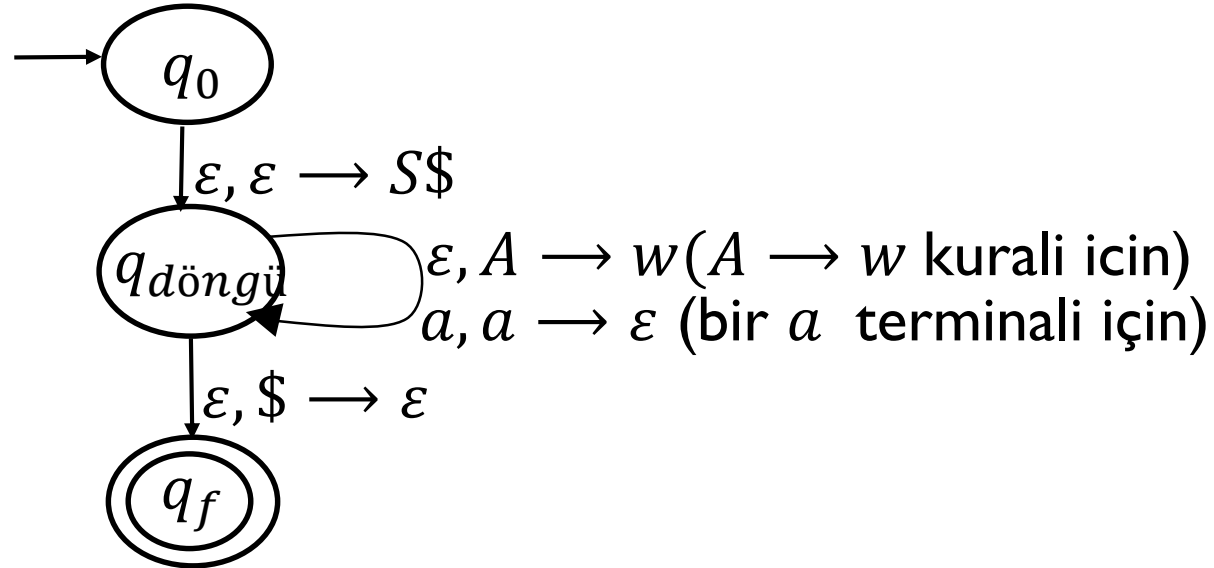 q₀
ε, ε ⟶ S$
q_döngü
ε, A ⟶ w(A ⟶ w kurali icin)
a, a ⟶ ε (bir a terminali için)
ε, $ ⟶ ε
q_f